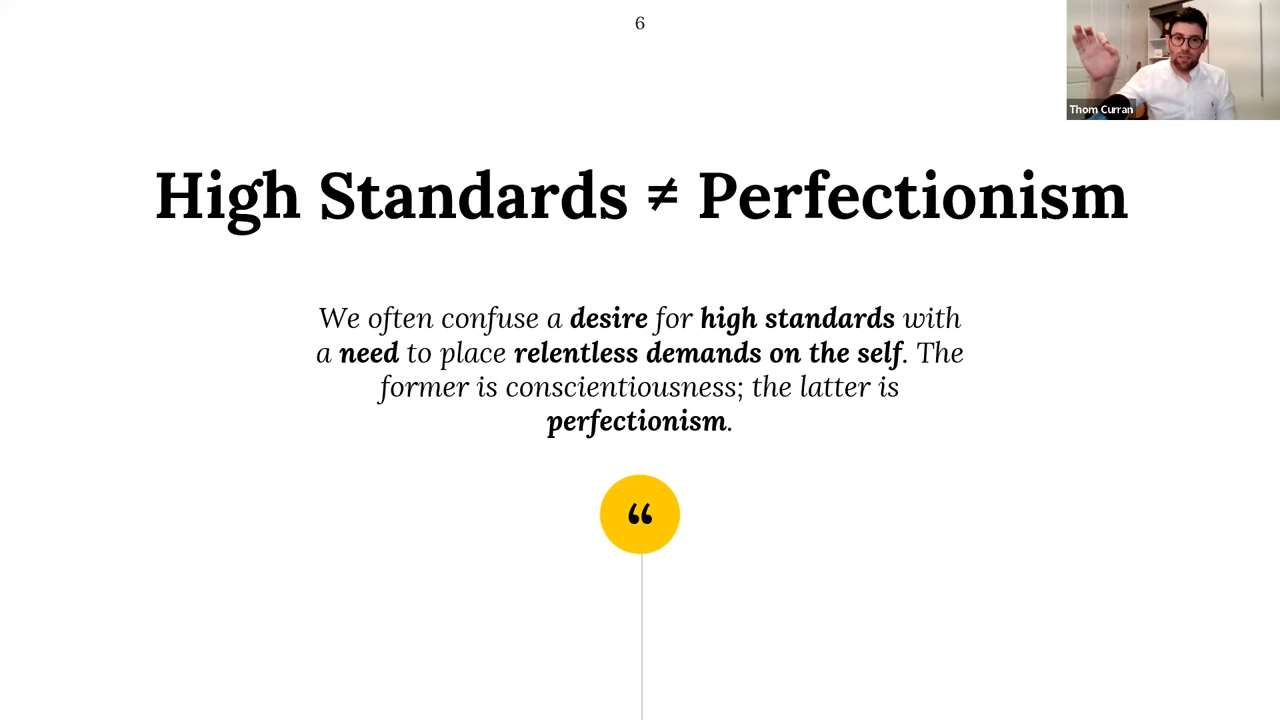 6
Thom Curran
High Standards ≠ Perfectionism
We often confuse a desire for high standards with
a need to place relentless demands on the self. The
former is conscientiousness; the latter is
perfectionism.
“